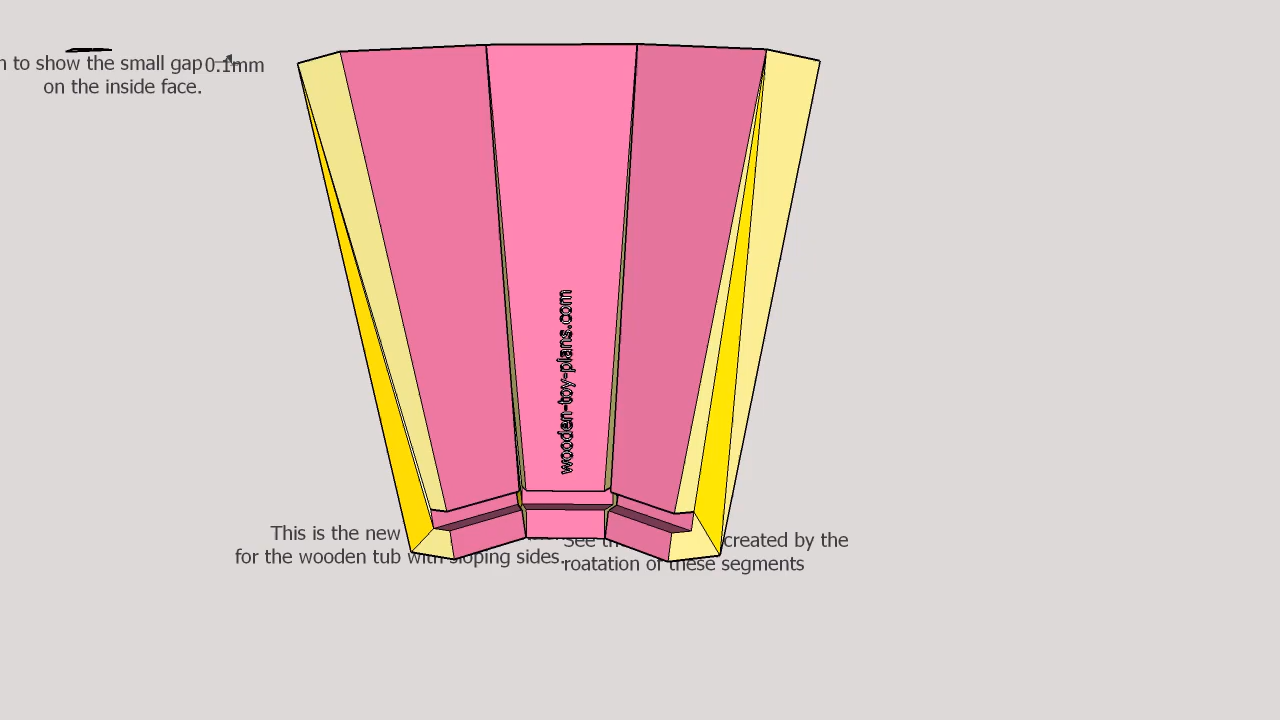 to show the small gap
on the inside face.
0.1mm
wooden-toy-plans.com
This is the new
for the wooden tub with sloping sides.
See created by the
roatation of these segments